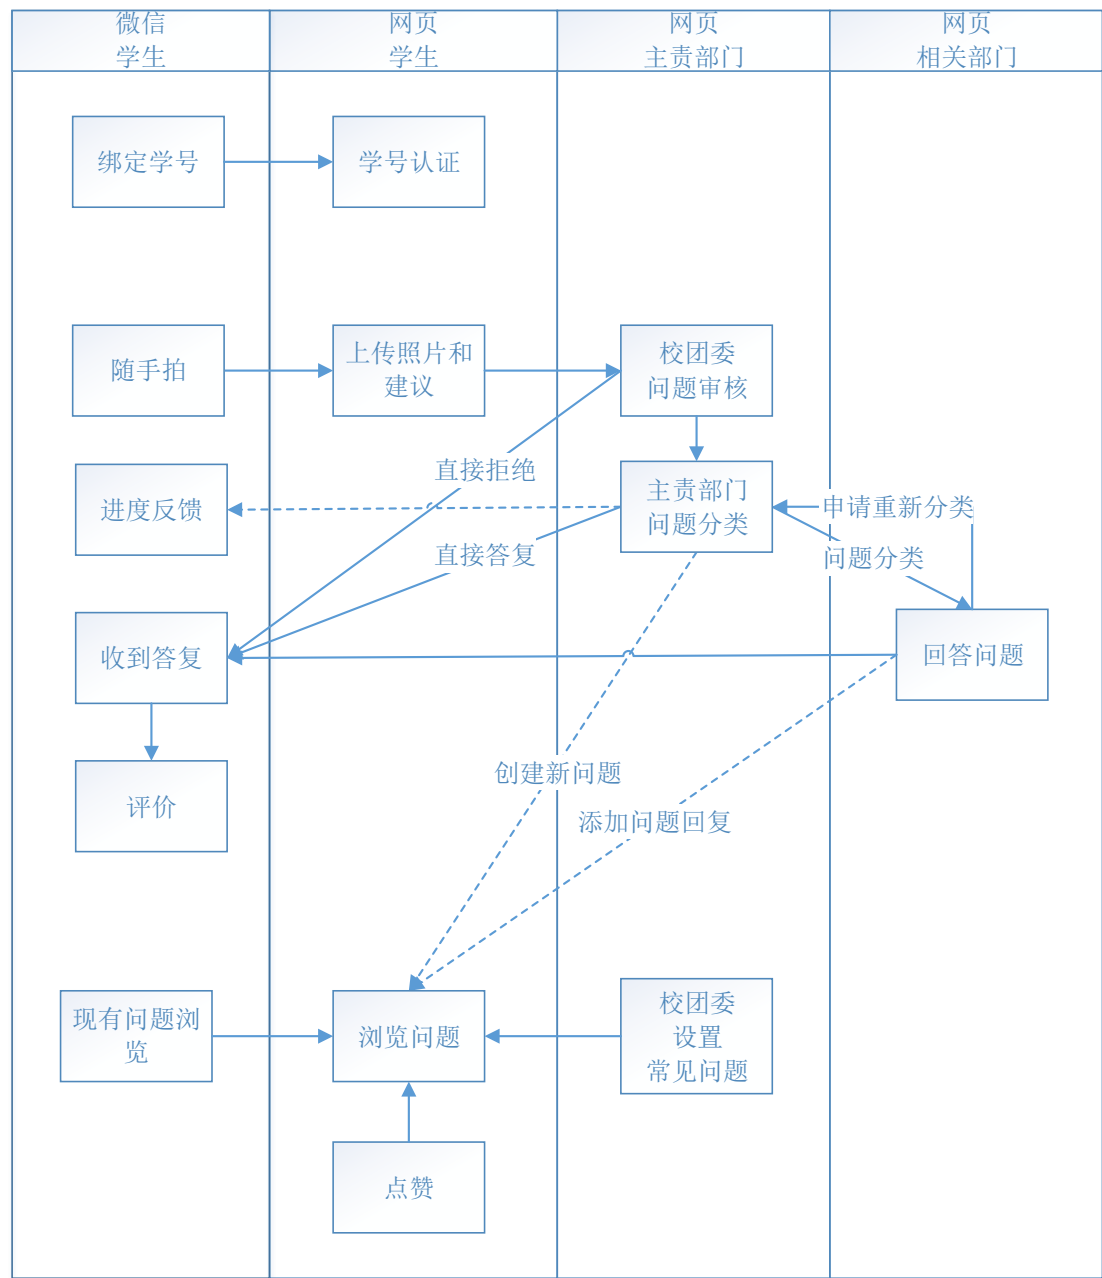 微信
学生
网页
学生
网页
主责部门
网页
相关部门
绑定学号
学号认证
随手拍
上传照片和
建议
校团委
问题审核
直接拒绝
进度反馈
主责部门
问题分类
申请重新分类
直接答复
问题分类
收到答复
回答问题
评价
创建新问题
添加问题回复
现有问题浏
览
浏览问题
校团委
设置
常见问题
点赞